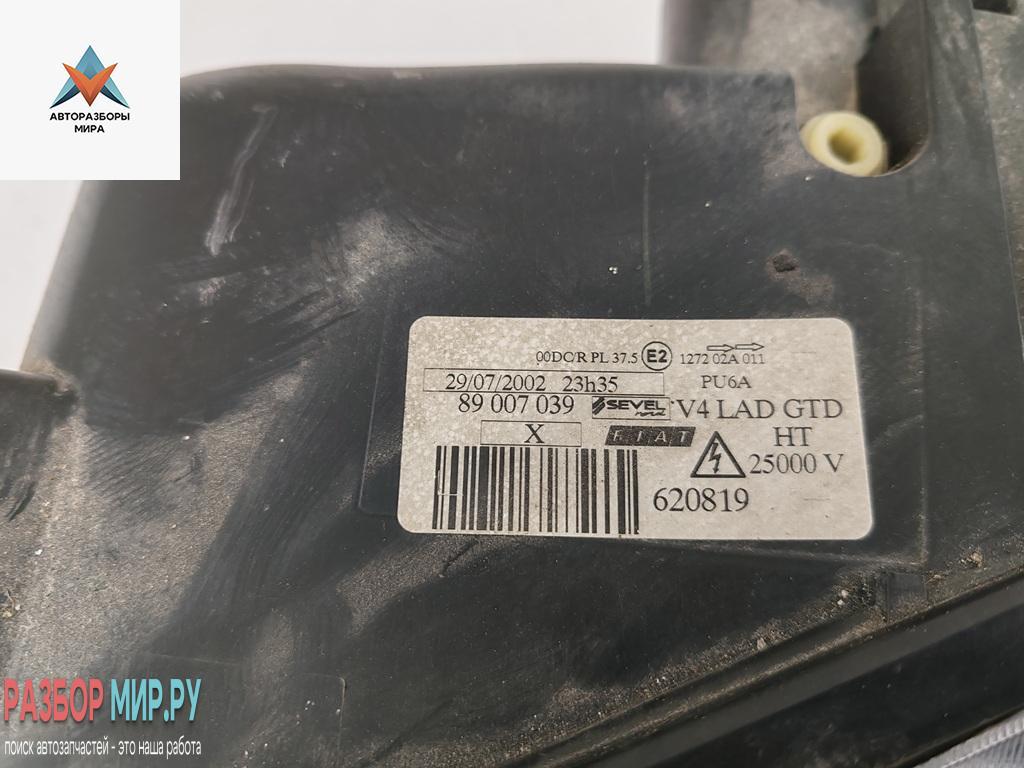 АВТОРАЗБОРЫ
МИРА
00DC/R PL 37.5 E2 1272 02A 011
29/07/2002 23h35 PU6A
89 007 039 SEVEL V4 LAD GTD
X FIAT HT
25000 V
620819
РАЗБОР МИР.РУ
поиск автозапчастей - это наша работа